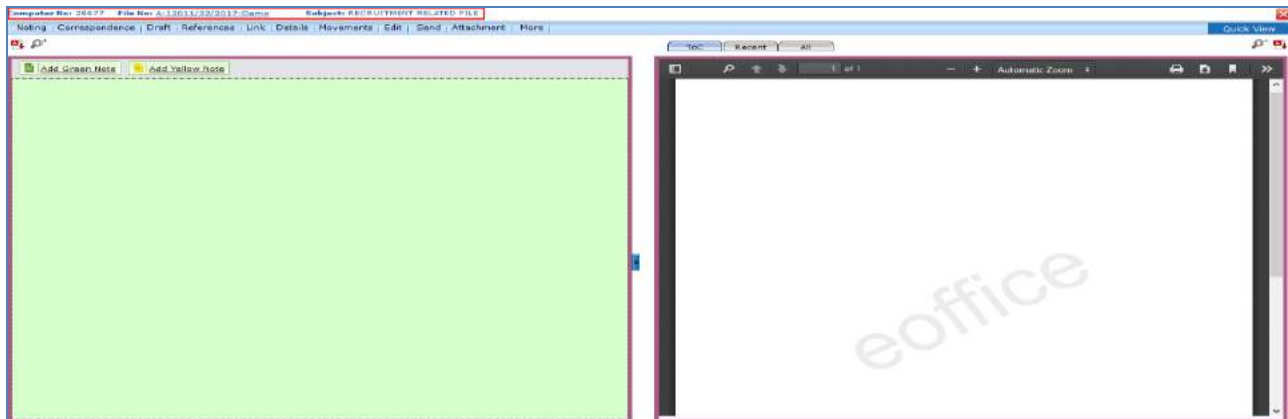 Computer No: 26677 File No: A-12011/32/2017-Demo Subject: RECRUITMENT RELATED FILE
Noting Correspondence Draft References Link Details Movements Edit Send Attachment More Quick View
ToC Recent All
Add Green Note Add Yellow Note
1 of 1 Automatic Zoom
eoffice